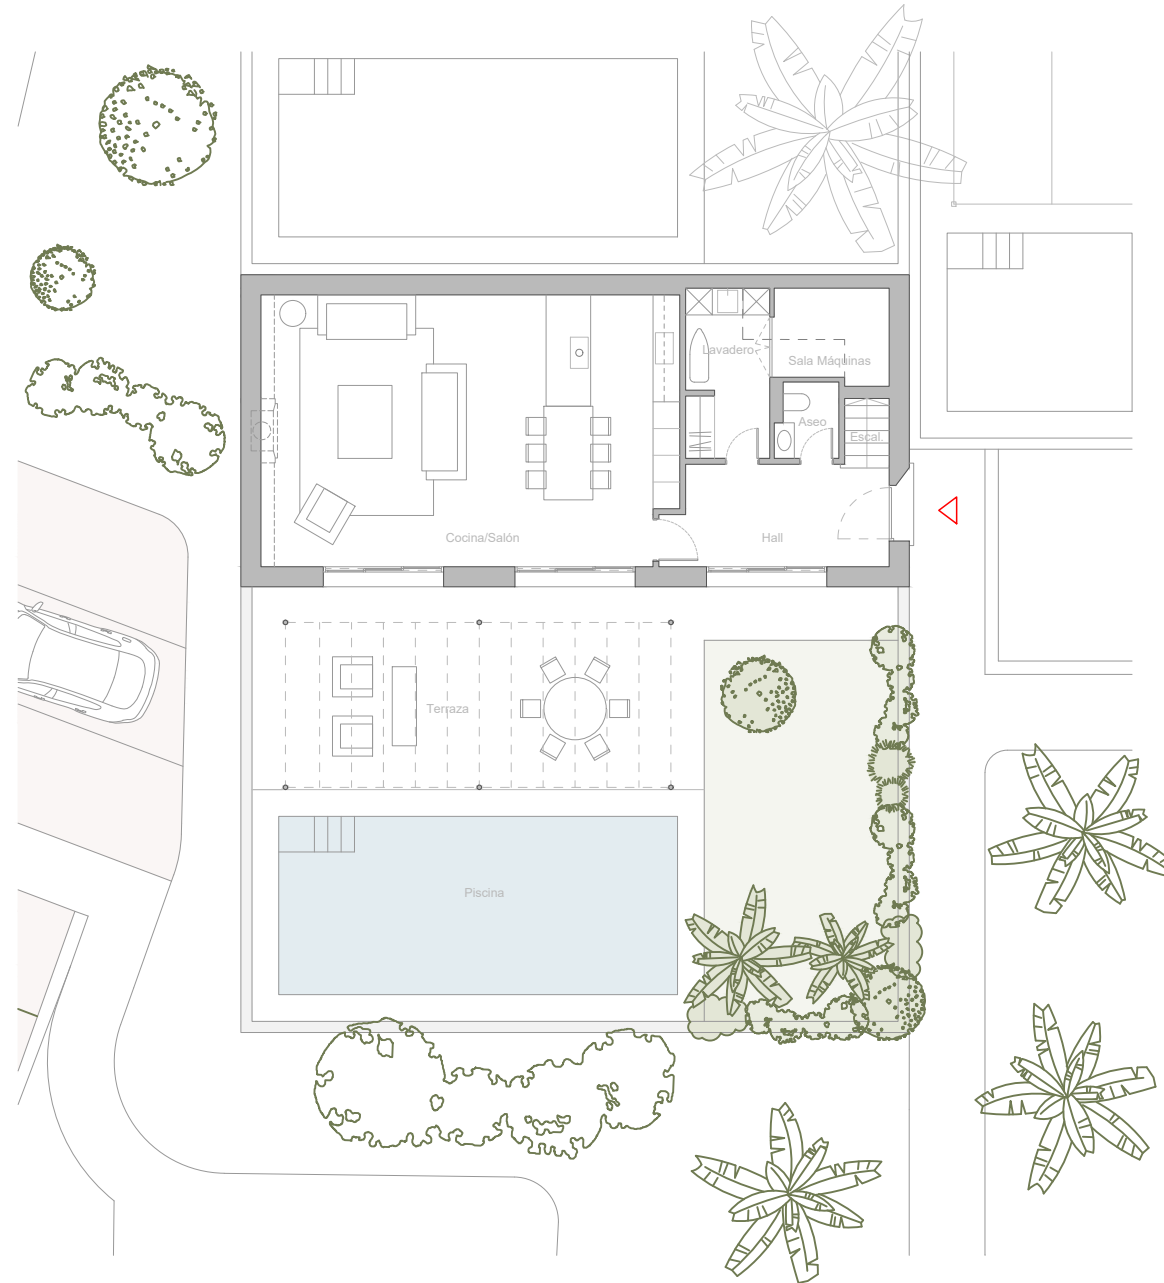 Lavadero
Sala Máquinas
Aseo
Escal.
Cocina/Salón
Hall
Terraza
Piscina